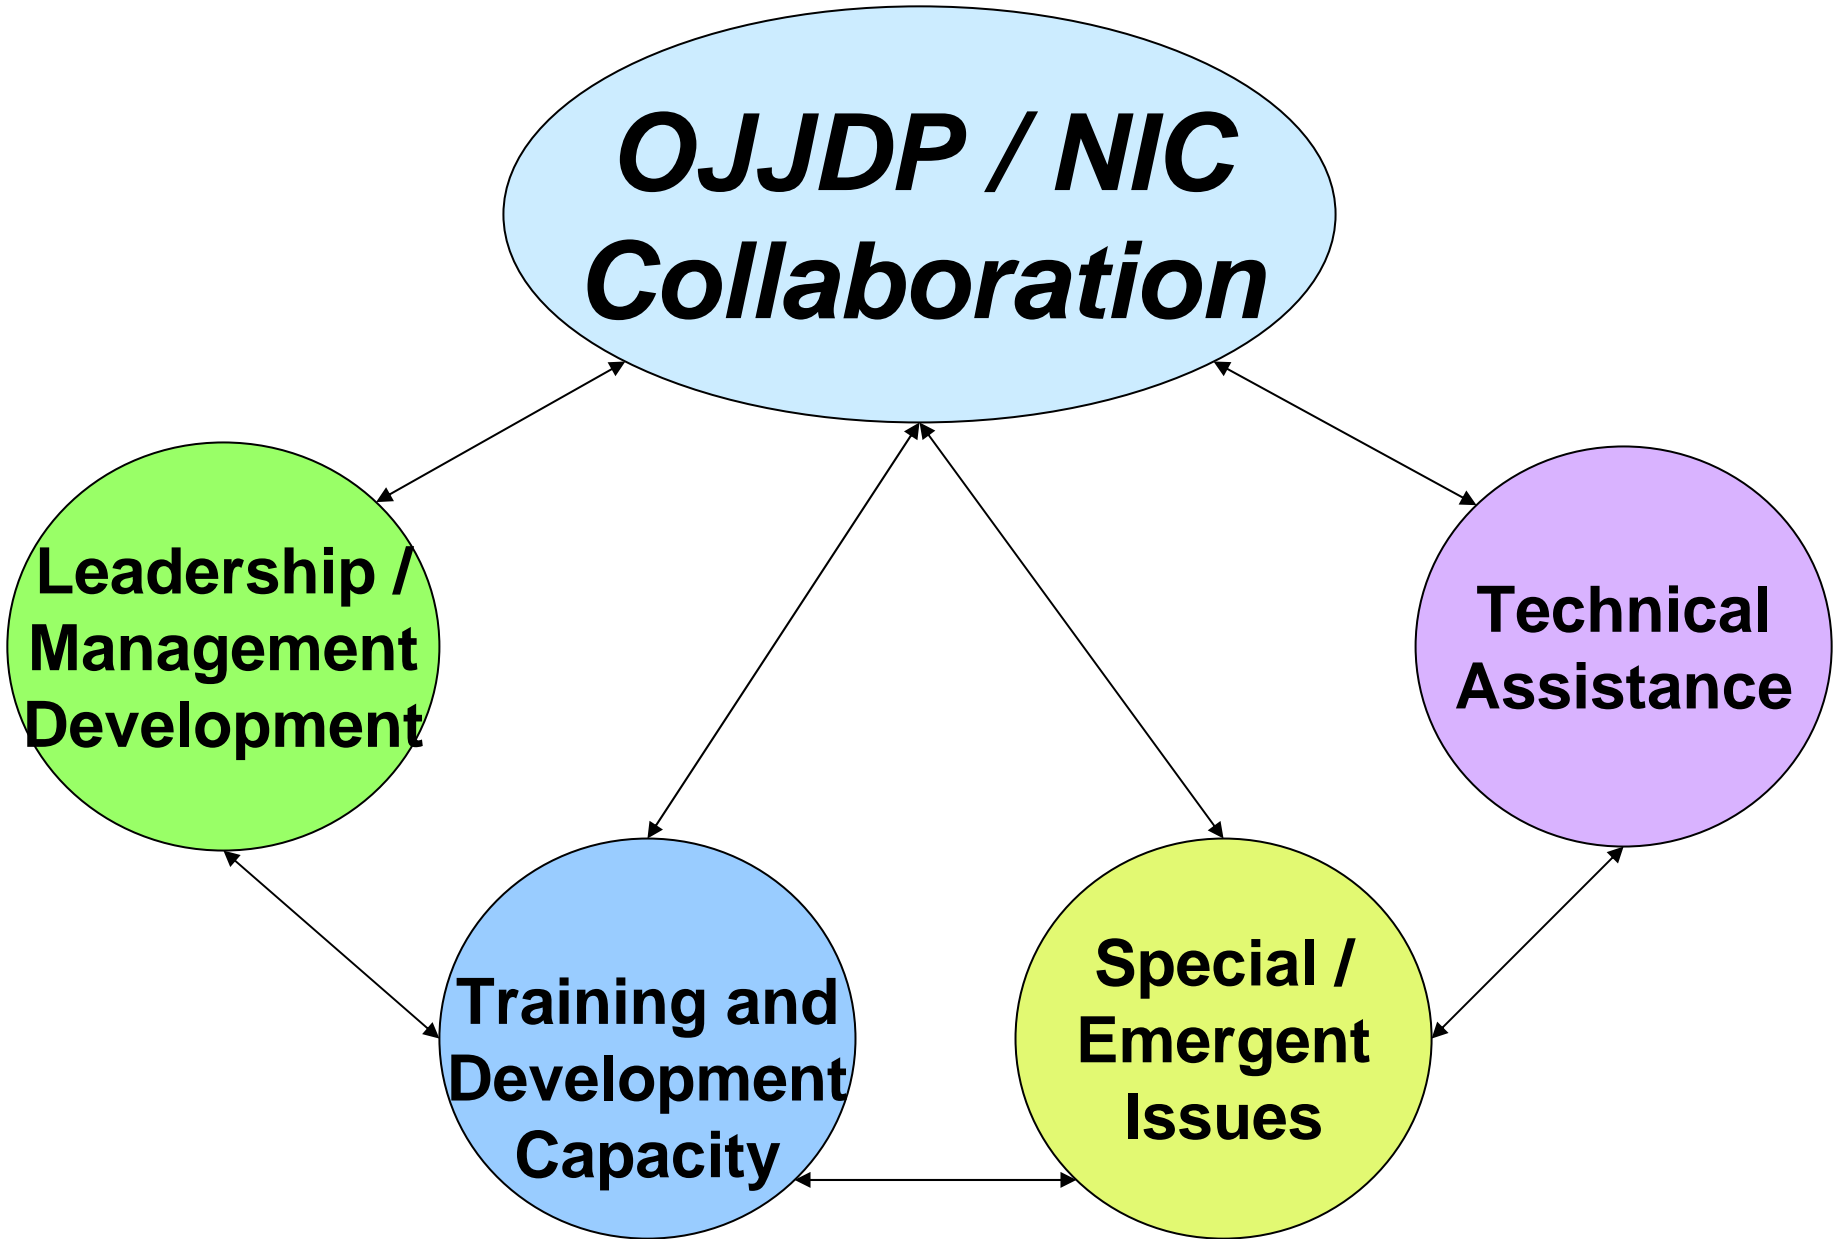 OJJDP / NIC
Collaboration
Leadership /
Management
Development
Technical
Assistance
Training and
Development
Capacity
Special /
Emergent
Issues